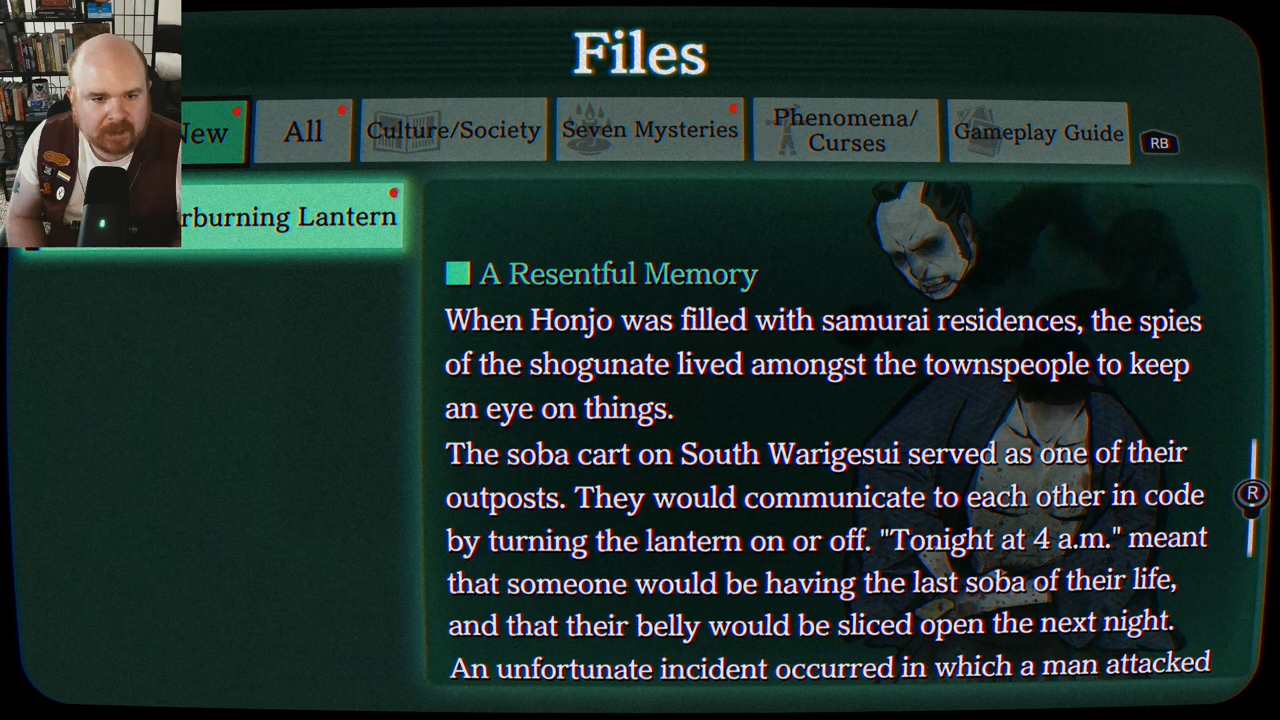 Files
New
All
Culture/Society
Seven Mysteries
Phenomena/
Curses
Gameplay Guide
RB
rburning Lantern
A Resentful Memory
When Honjo was filled with samurai residences, the spies
of the shogunate lived amongst the townspeople to keep
an eye on things.
The soba cart on South Warigesui served as one of their
outposts. They would communicate to each other in code
by turning the lantern on or off. "Tonight at 4 a.m." meant
that someone would be having the last soba of their life,
and that their belly would be sliced open the next night.
An unfortunate incident occurred in which a man attacked
R